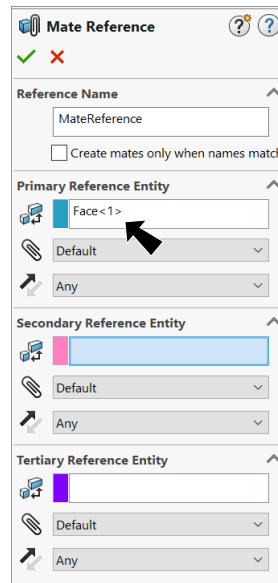 Mate Reference
Reference Name
MateReference
Create mates only when names match
Primary Reference Entity
Face<1>
Default
Any
Secondary Reference Entity
Default
Any
Tertiary Reference Entity
Default
Any